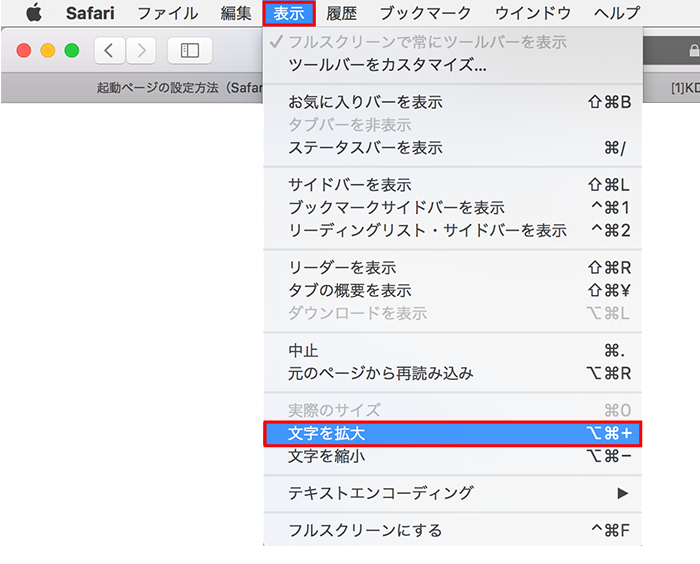 Safari ファイル 編集 表示 履歴 ブックマーク ウインドウ ヘルプ
起動ページの設定方法（Safar
[1]KD
✓フルスクリーンで常にツールバーを表示
ツールバーをカスタマイズ...
お気に入りバーを表示 ⇧⌘B
タブバーを非表示
ステータスバーを表示 ⌘/
サイドバーを表示 ⇧⌘L
ブックマークサイドバーを表示 ^⌘1
リーディングリスト・サイドバーを表示 ^⌘2
リーダーを表示 ⇧⌘R
タブの概要を表示 ⇧⌘¥
ダウンロードを表示 ⌥⌘L
中止 ⌘.
元のページから再読み込み ⌥⌘R
実際のサイズ ⌘0
文字を拡大 ⌥⌘+
文字を縮小 ⌥⌘−
テキストエンコーディング ▶
フルスクリーンにする ^⌘F